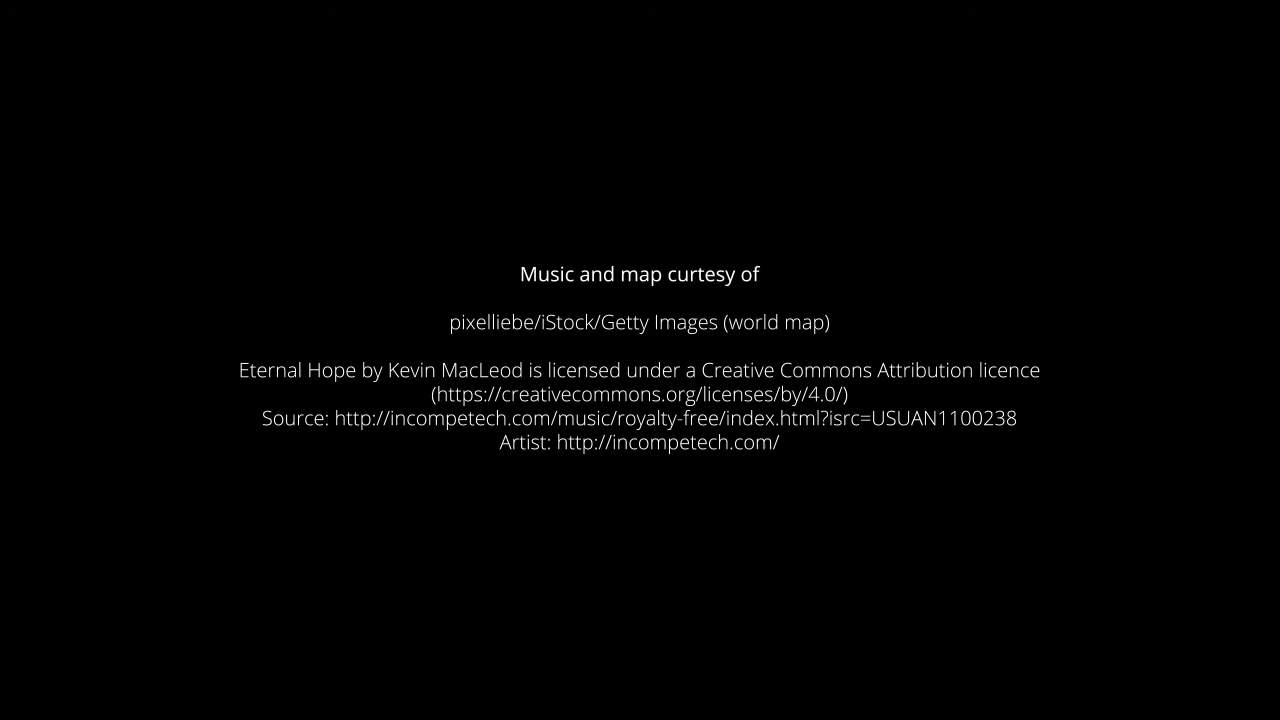 Music and map curtesy of
pixelliebe/iStock/Getty Images (world map)
Eternal Hope by Kevin MacLeod is licensed under a Creative Commons Attribution licence
(https://creativecommons.org/licenses/by/4.0/)
Source: http://incompetech.com/music/royalty-free/index.html?isrc=USUAN1100238
Artist: http://incompetech.com/